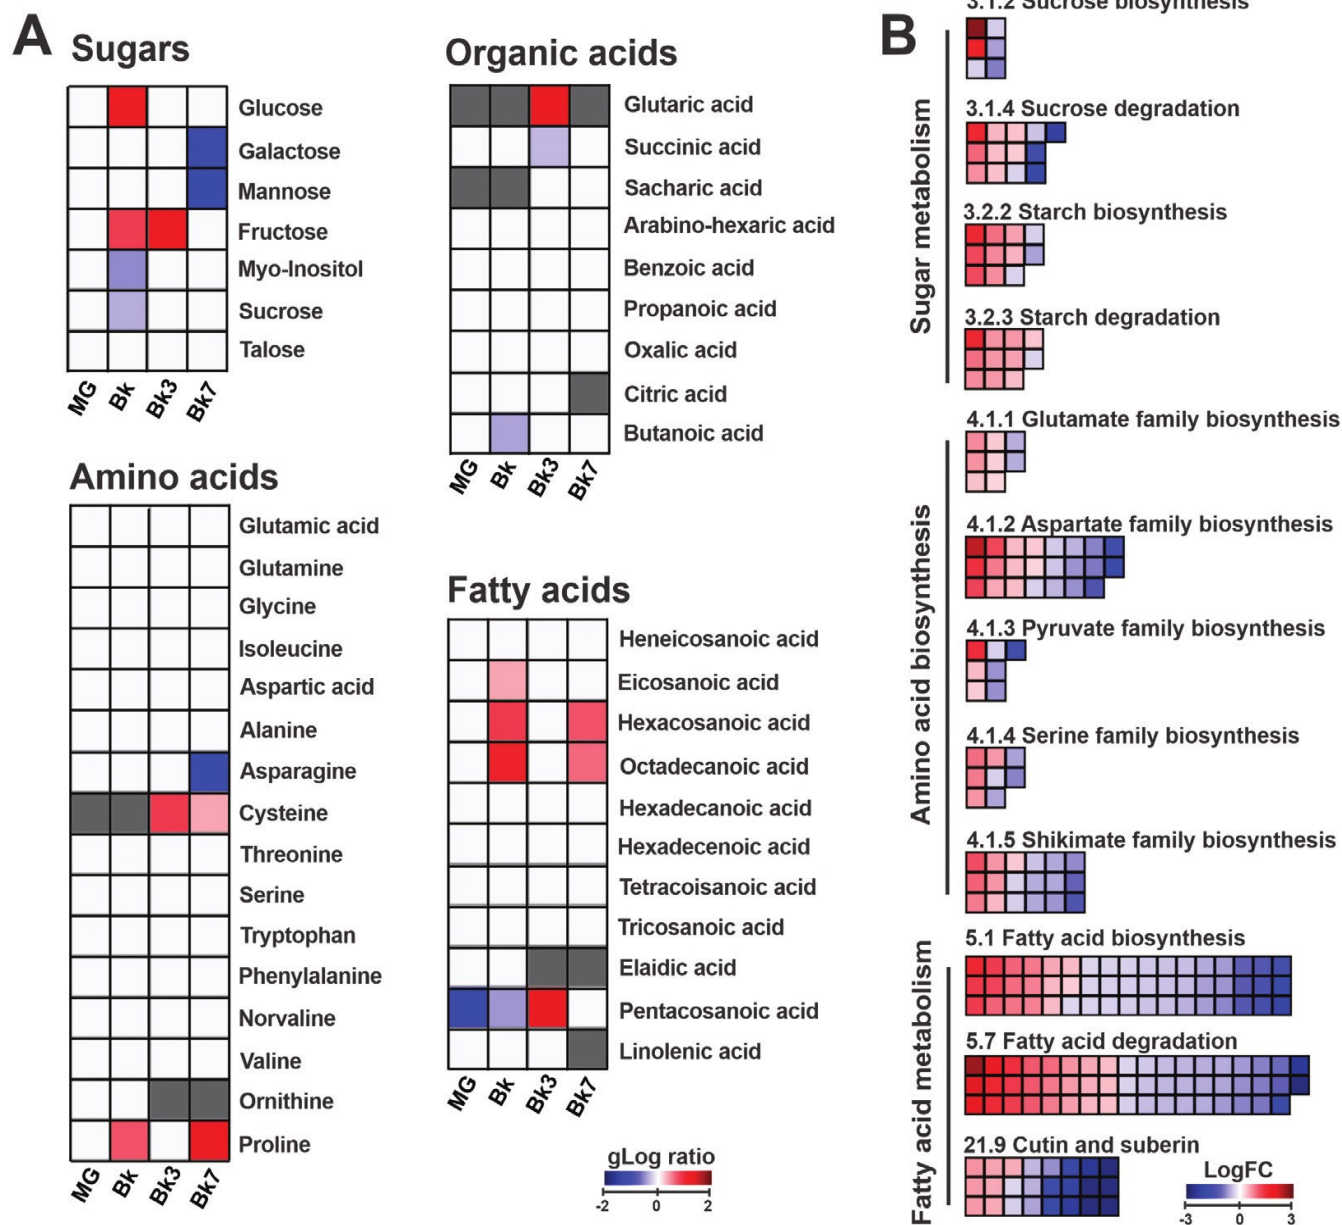 A
Sugars
Glucose
Galactose
Mannose
Fructose
Myo-Inositol
Sucrose
Talose
MG
Bk
Bk3
Bk7
Amino acids
Glutamic acid
Glutamine
Glycine
Isoleucine
Aspartic acid
Alanine
Asparagine
Cysteine
Threonine
Serine
Tryptophan
Phenylalanine
Norvaline
Valine
Ornithine
Proline
MG
Bk
Bk3
Bk7
Organic acids
Glutaric acid
Succinic acid
Sacharic acid
Arabino-hexaric acid
Benzoic acid
Propanoic acid
Oxalic acid
Citric acid
Butanoic acid
MG
Bk
Bk3
Bk7
Fatty acids
Heneicosanoic acid
Eicosanoic acid
Hexacosanoic acid
Octadecanoic acid
Hexadecanoic acid
Hexadecenoic acid
Tetracoisanoic acid
Tricosanoic acid
Elaidic acid
Pentacosanoic acid
Linolenic acid
MG
Bk
Bk3
Bk7
gLog ratio
-2 0 2
B
Sugar metabolism
3.1.2 Sucrose biosynthesis
3.1.4 Sucrose degradation
3.2.2 Starch biosynthesis
3.2.3 Starch degradation
Amino acid biosynthesis
4.1.1 Glutamate family biosynthesis
4.1.2 Aspartate family biosynthesis
4.1.3 Pyruvate family biosynthesis
4.1.4 Serine family biosynthesis
4.1.5 Shikimate family biosynthesis
Fatty acid metabolism
5.1 Fatty acid biosynthesis
5.7 Fatty acid degradation
21.9 Cutin and suberin
LogFC
-3 0 3